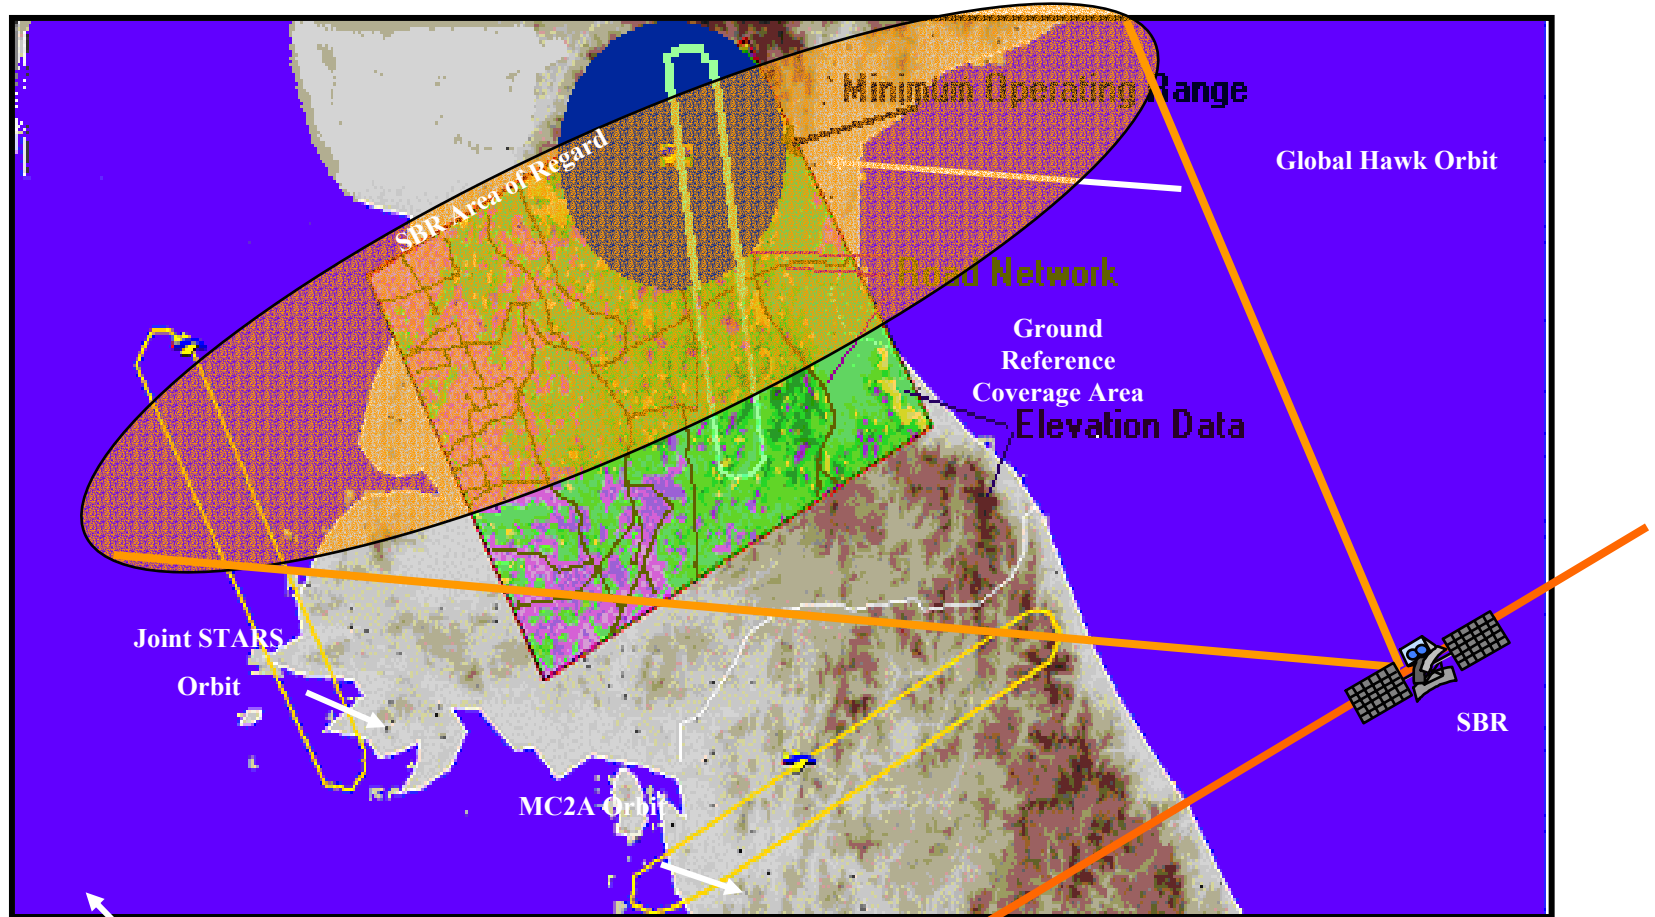 Minimum Operating Range
SBR Area of Regard
Global Hawk Orbit
Road Network
Ground
Reference
Coverage Area
Elevation Data
Joint STARS
Orbit
SBR
MC2A Orbit